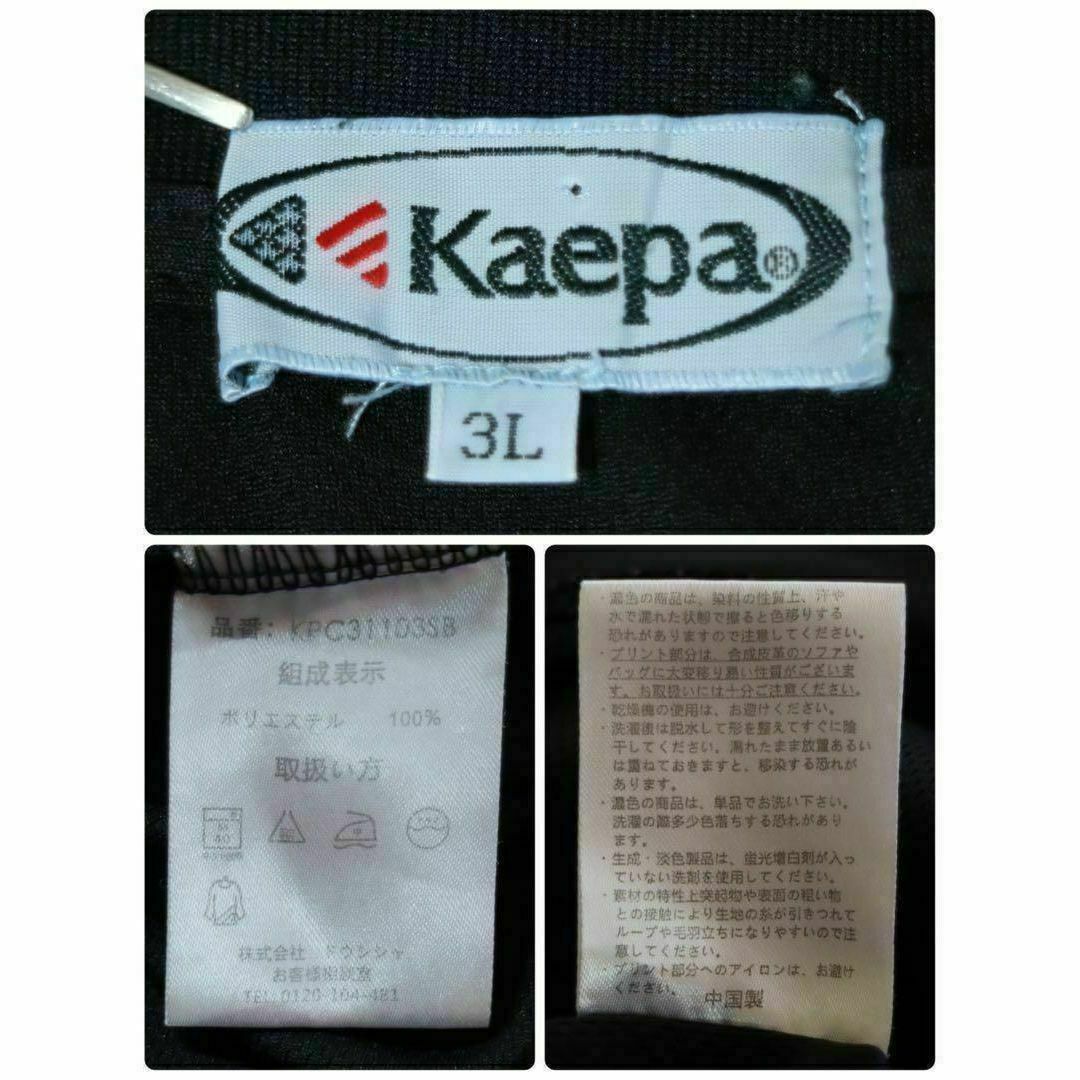 Kaepa®
3L
品番: KPC31103SB
組成表示
ポリエステル 100%
取扱い方
株式会社 ドウシシャ
お客様相談室
TEL.0120-104-481
・濃色の商品は、染料の性質上、汗や
水で濡れた状態で擦ると色移りする
恐れがありますので注意してください。
・プリント部分は、合成皮革のソファや
バッグに大変移り易い性質がございま
す。お取扱いには十分ご注意ください。
・乾燥機の使用は、お避けください。
・洗濯後は脱水して形を整えてすぐに陰
干してください。濡れたまま放置あるい
は重ねておきますと、移染する恐れが
あります。
・濃色の商品は、単品でお洗い下さい。
洗濯の際多少色落ちする恐れがあり
ます。
・生成・淡色製品は、蛍光増白剤が入っ
ていない洗剤を使用してください。
・素材の特性上突起物や表面の粗い物
との接触により生地の糸が引きつれて
ループや毛羽立ちになりやすいのでご注
意してください。
・プリント部分へのアイロンは、お避け
ください。
中国製